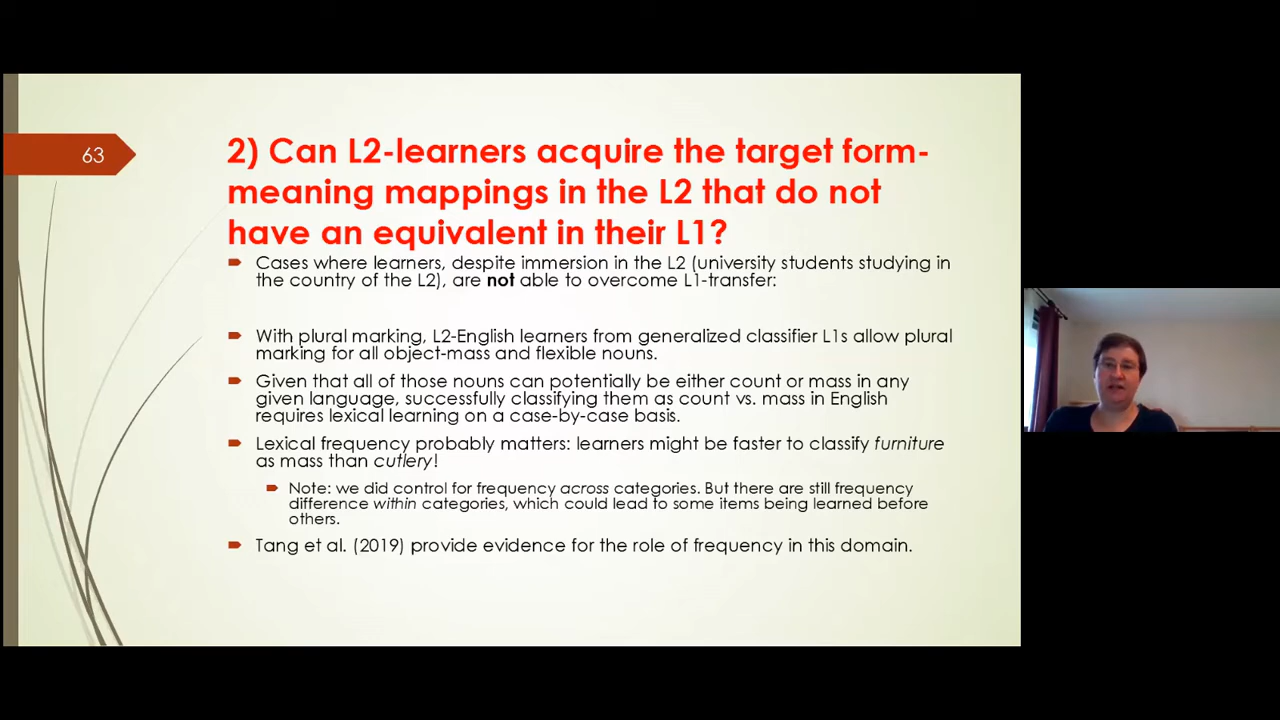 63
2) Can L2-learners acquire the target form-
meaning mappings in the L2 that do not
have an equivalent in their L1?
Cases where learners, despite immersion in the L2 (university students studying in
the country of the L2), are not able to overcome L1-transfer:
With plural marking, L2-English learners from generalized classifier L1s allow plural
marking for all object-mass and flexible nouns.
Given that all of those nouns can potentially be either count or mass in any
given language, successfully classifying them as count vs. mass in English
requires lexical learning on a case-by-case basis.
Lexical frequency probably matters: learners might be faster to classify furniture
as mass than cutlery!
Note: we did control for frequency across categories. But there are still frequency
difference within categories, which could lead to some items being learned before
others.
Tang et al. (2019) provide evidence for the role of frequency in this domain.